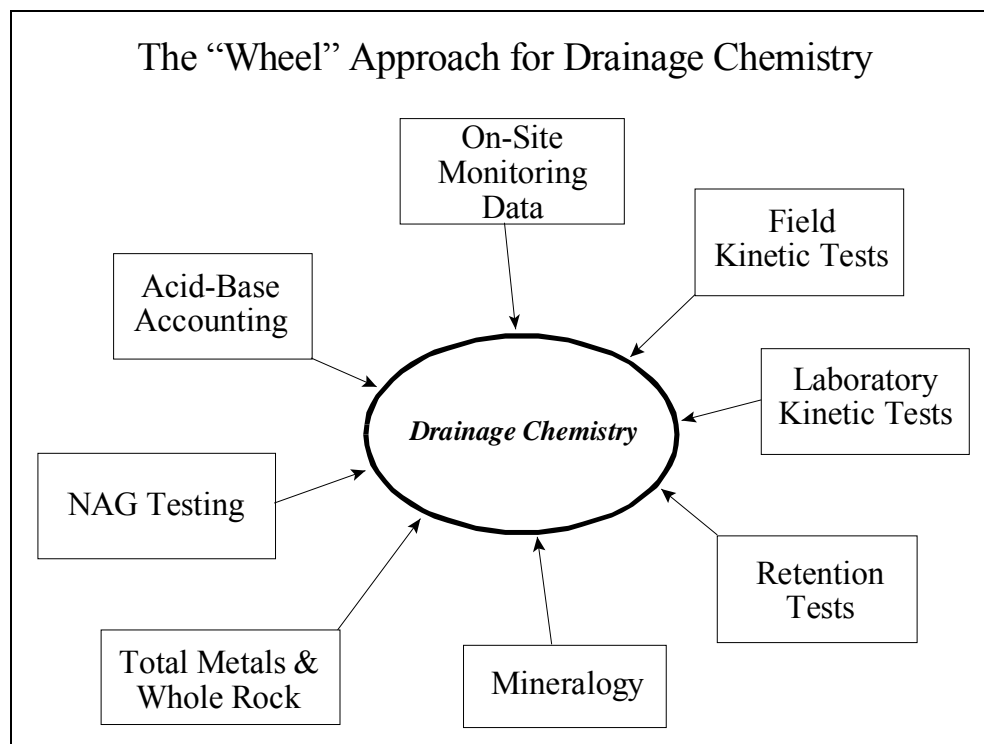 The “Wheel” Approach for Drainage Chemistry
On-Site
Monitoring
Data
Field
Kinetic Tests
Acid-Base
Accounting
Laboratory
Kinetic Tests
Drainage Chemistry
NAG Testing
Retention
Tests
Total Metals &
Whole Rock
Mineralogy